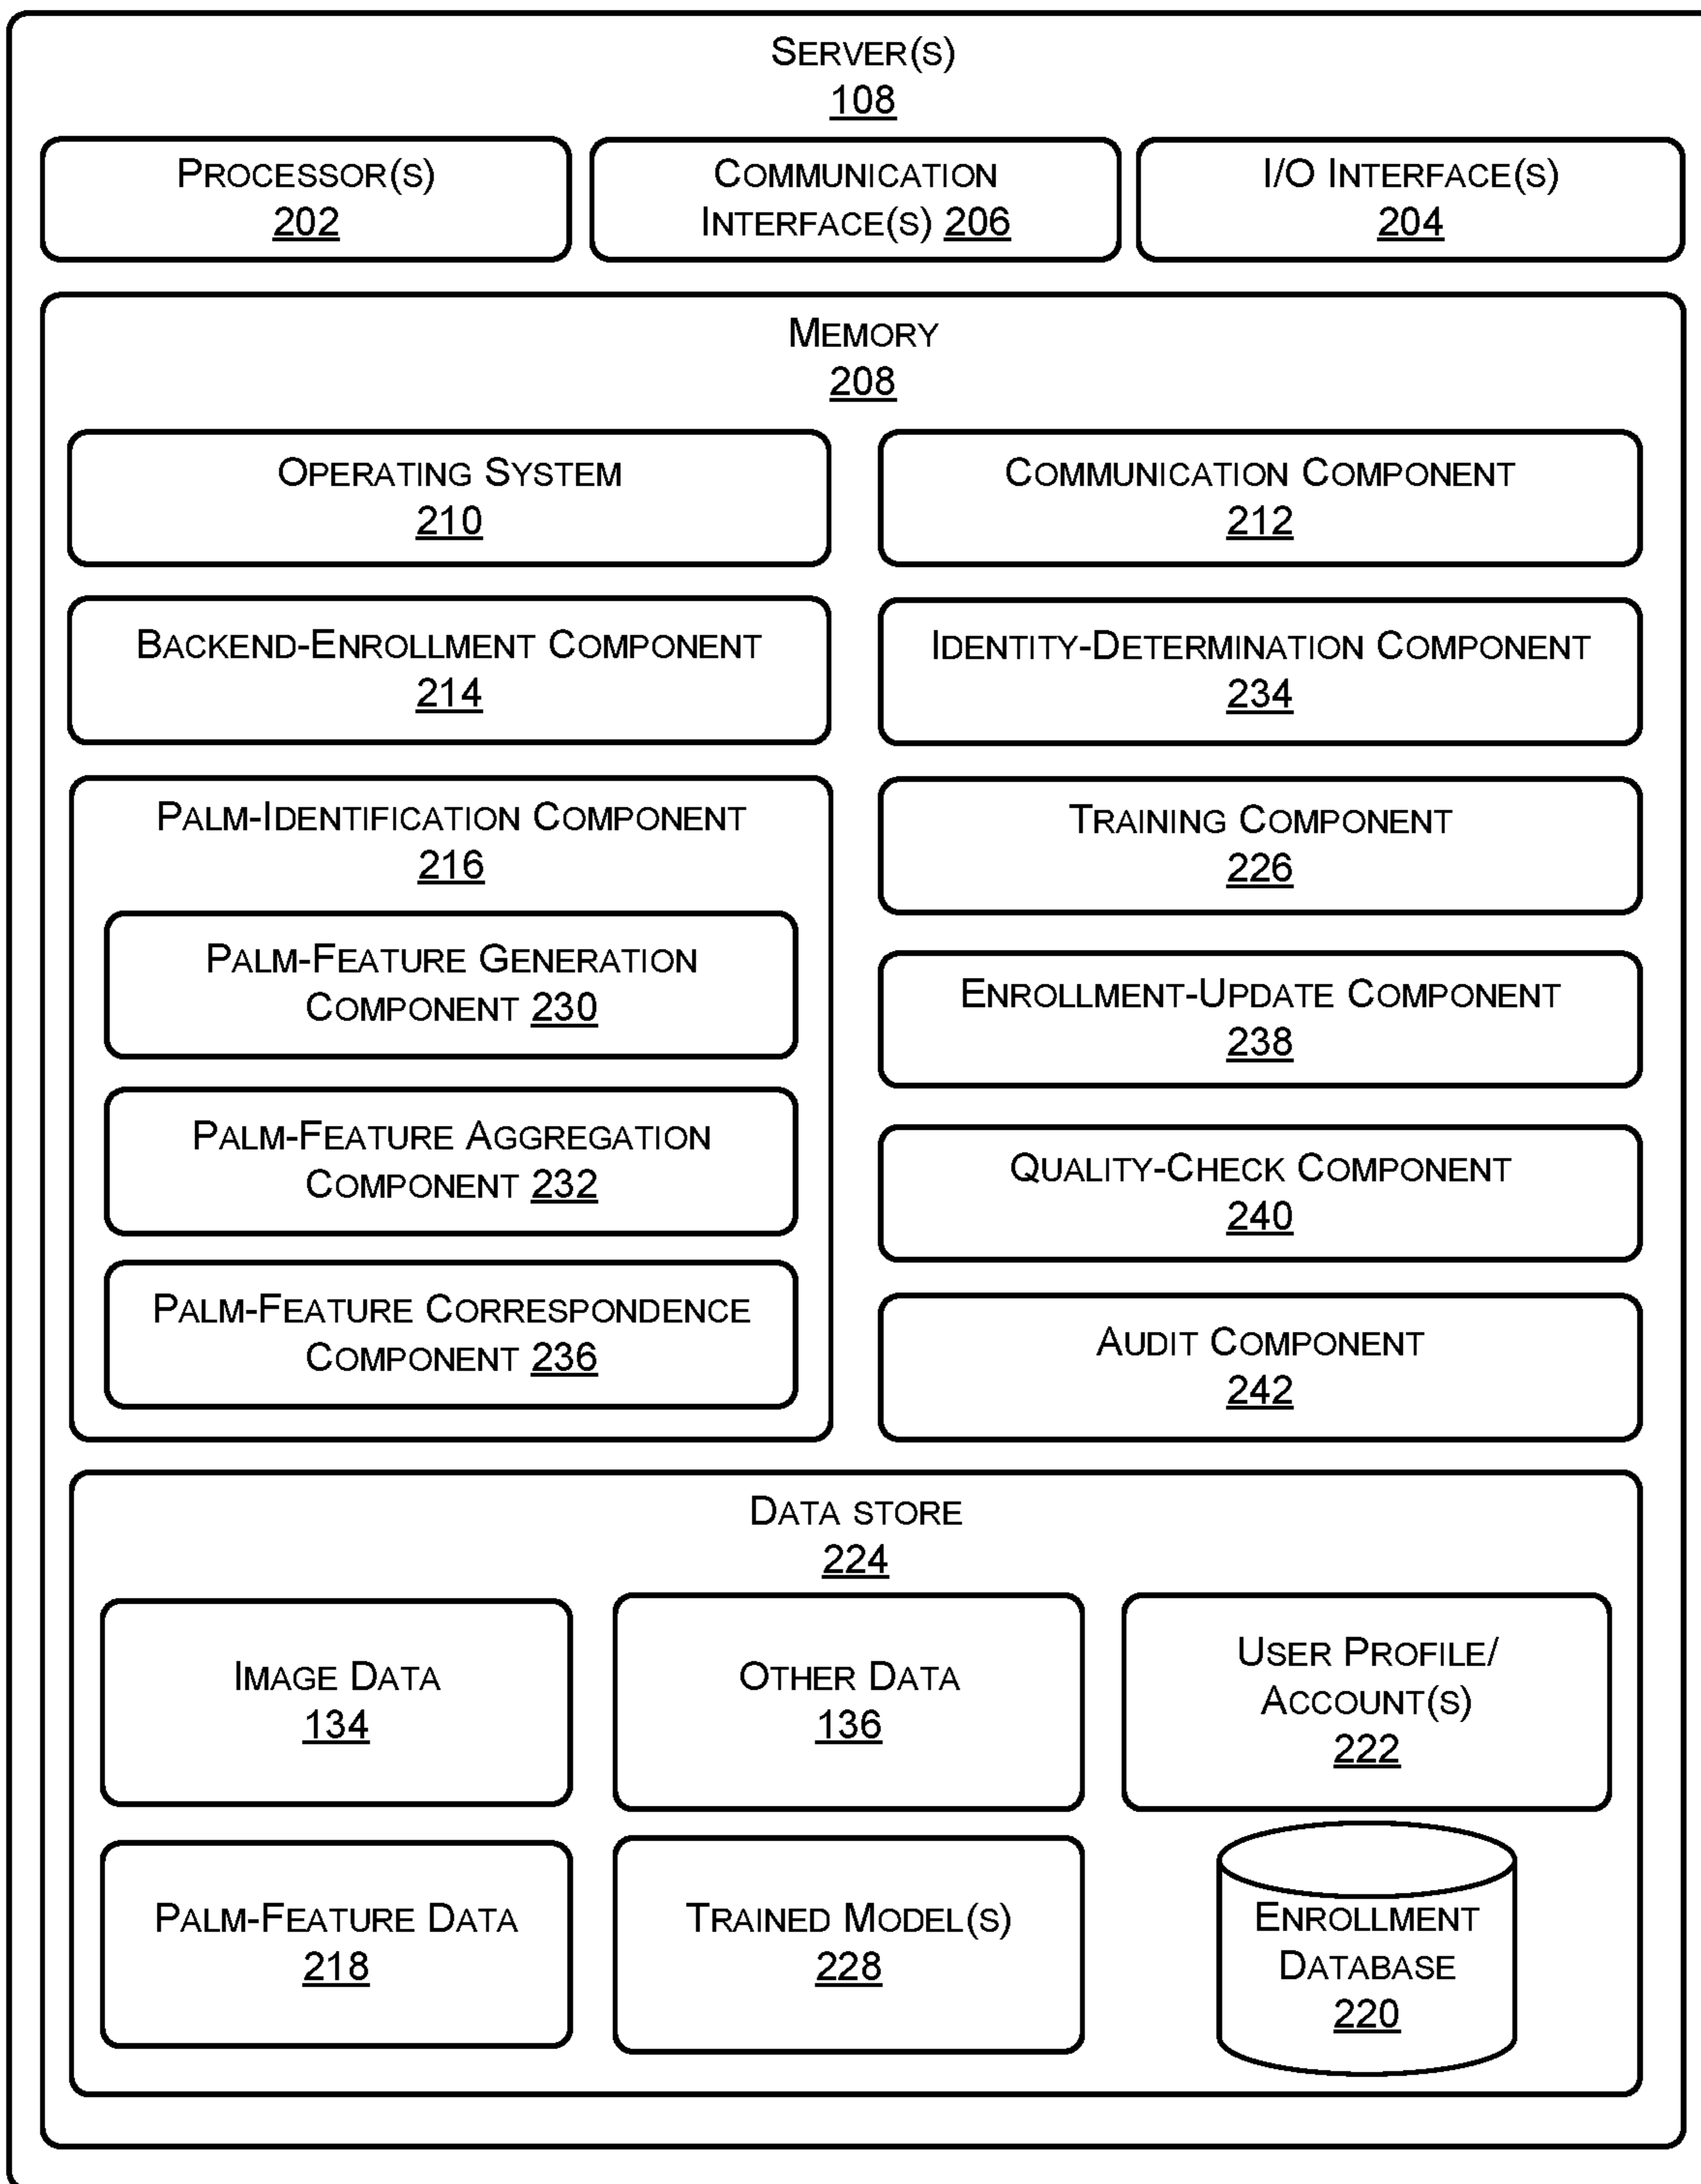 SERVER(S)
108
PROCESSOR(S)
202
COMMUNICATION
INTERFACE(S) 206
I/O INTERFACE(S)
204
MEMORY
208
OPERATING SYSTEM
210
COMMUNICATION COMPONENT
212
BACKEND-ENROLLMENT COMPONENT
214
IDENTITY-DETERMINATION COMPONENT
234
PALM-IDENTIFICATION COMPONENT
216
PALM-FEATURE GENERATION
COMPONENT 230
PALM-FEATURE AGGREGATION
COMPONENT 232
PALM-FEATURE CORRESPONDENCE
COMPONENT 236
TRAINING COMPONENT
226
ENROLLMENT-UPDATE COMPONENT
238
QUALITY-CHECK COMPONENT
240
AUDIT COMPONENT
242
DATA STORE
224
IMAGE DATA
134
OTHER DATA
136
USER PROFILE/
ACCOUNT(S)
222
PALM-FEATURE DATA
218
TRAINED MODEL(S)
228
ENROLLMENT
DATABASE
220